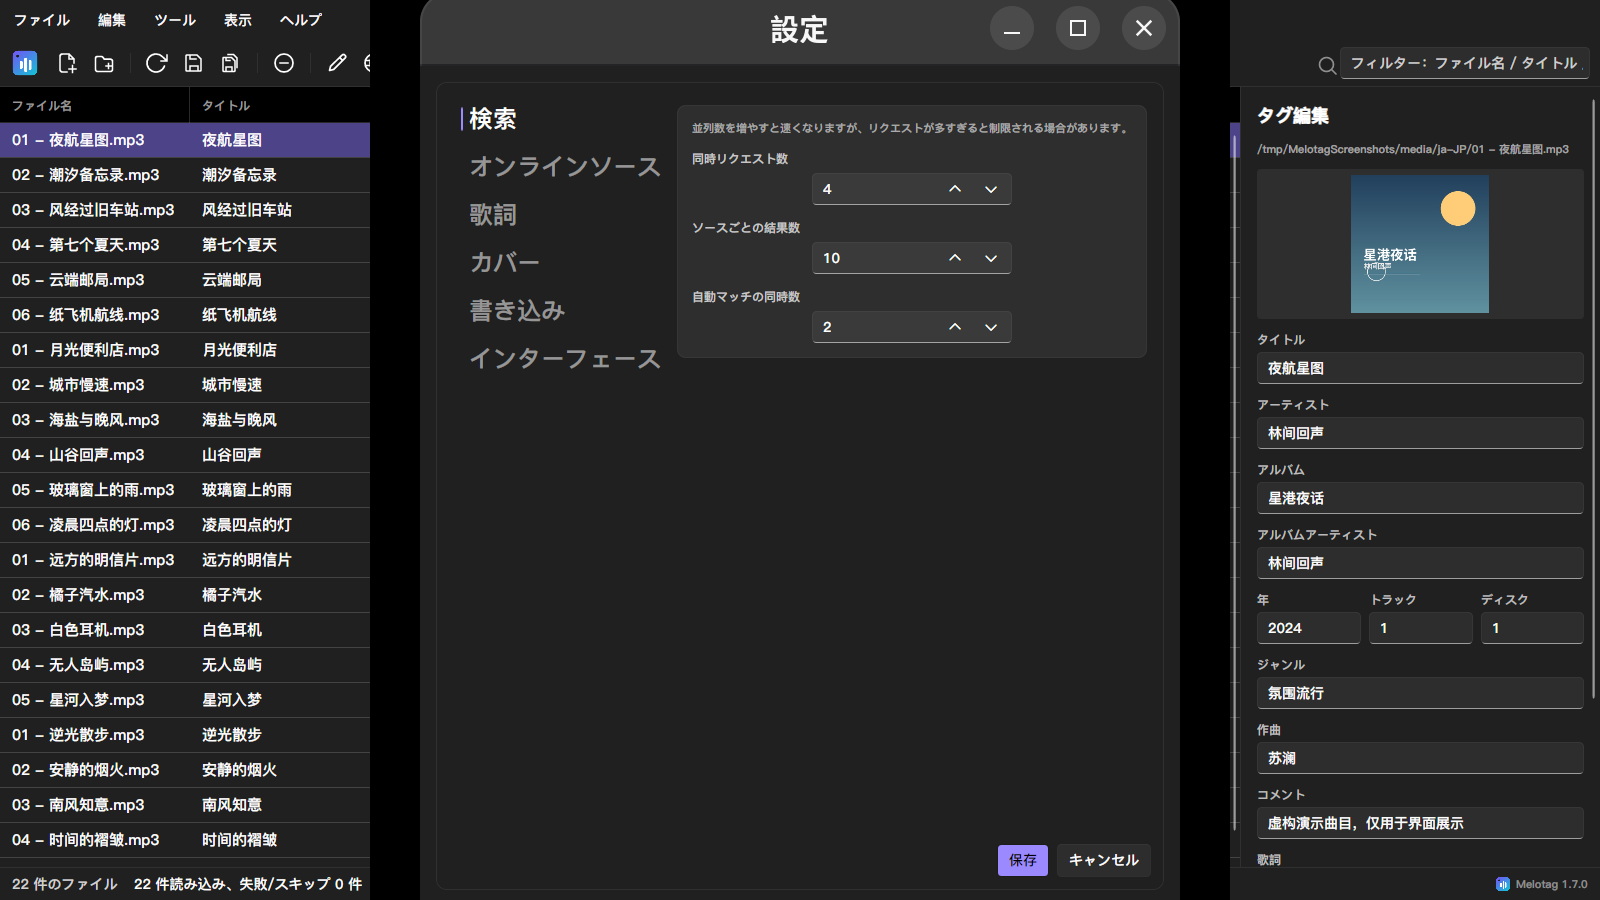 ファイル 編集 ツール 表示 ヘルプ
ファイル名 タイトル
01 – 夜航星图.mp3 夜航星图
02 – 潮汐备忘录.mp3 潮汐备忘录
03 – 风经过旧车站.mp3 风经过旧车站
04 – 第七个夏天.mp3 第七个夏天
05 – 云端邮局.mp3 云端邮局
06 – 纸飞机航线.mp3 纸飞机航线
01 – 月光便利店.mp3 月光便利店
02 – 城市慢速.mp3 城市慢速
03 – 海盐与晚风.mp3 海盐与晚风
04 – 山谷回声.mp3 山谷回声
05 – 玻璃窗上的雨.mp3 玻璃窗上的雨
06 – 凌晨四点的灯.mp3 凌晨四点的灯
01 – 远方的明信片.mp3 远方的明信片
02 – 橘子汽水.mp3 橘子汽水
03 – 白色耳机.mp3 白色耳机
04 – 无人岛屿.mp3 无人岛屿
05 – 星河入梦.mp3 星河入梦
01 – 逆光散步.mp3 逆光散步
02 – 安静的烟火.mp3 安静的烟火
03 – 南风知意.mp3 南风知意
04 – 时间的褶皱.mp3 时间的褶皱
22 件のファイル 22 件読み込み、失敗/スキップ 0 件
設定
検索
オンラインソース
歌詞
カバー
書き込み
インターフェース
並列数を増やすと速くなりますが、リクエストが多すぎると制限される場合があります。
同時リクエスト数
4
ソースごとの結果数
10
自動マッチの同時数
2
保存 キャンセル
フィルター: ファイル名 / タイトル
タグ編集
/tmp/MelotagScreenshots/media/ja–JP/01 – 夜航星图.mp3
星港夜话
林间回声
タイトル
夜航星图
アーティスト
林间回声
アルバム
星港夜话
アルバムアーティスト
林间回声
年 トラック ディスク
2024 1 1
ジャンル
氛围流行
作曲
苏澜
コメント
虚构演示曲目，仅用于界面展示
歌詞
Melotag 1.7.0